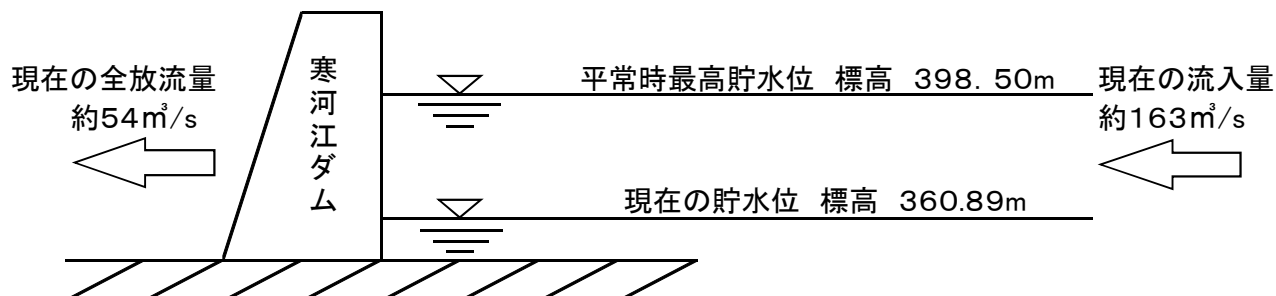 現在の全放流量
約54㎥/s
寒河江ダム
平常時最高貯水位 標高 398.50m
現在の貯水位 標高 360.89m
現在の流入量
約163㎥/s